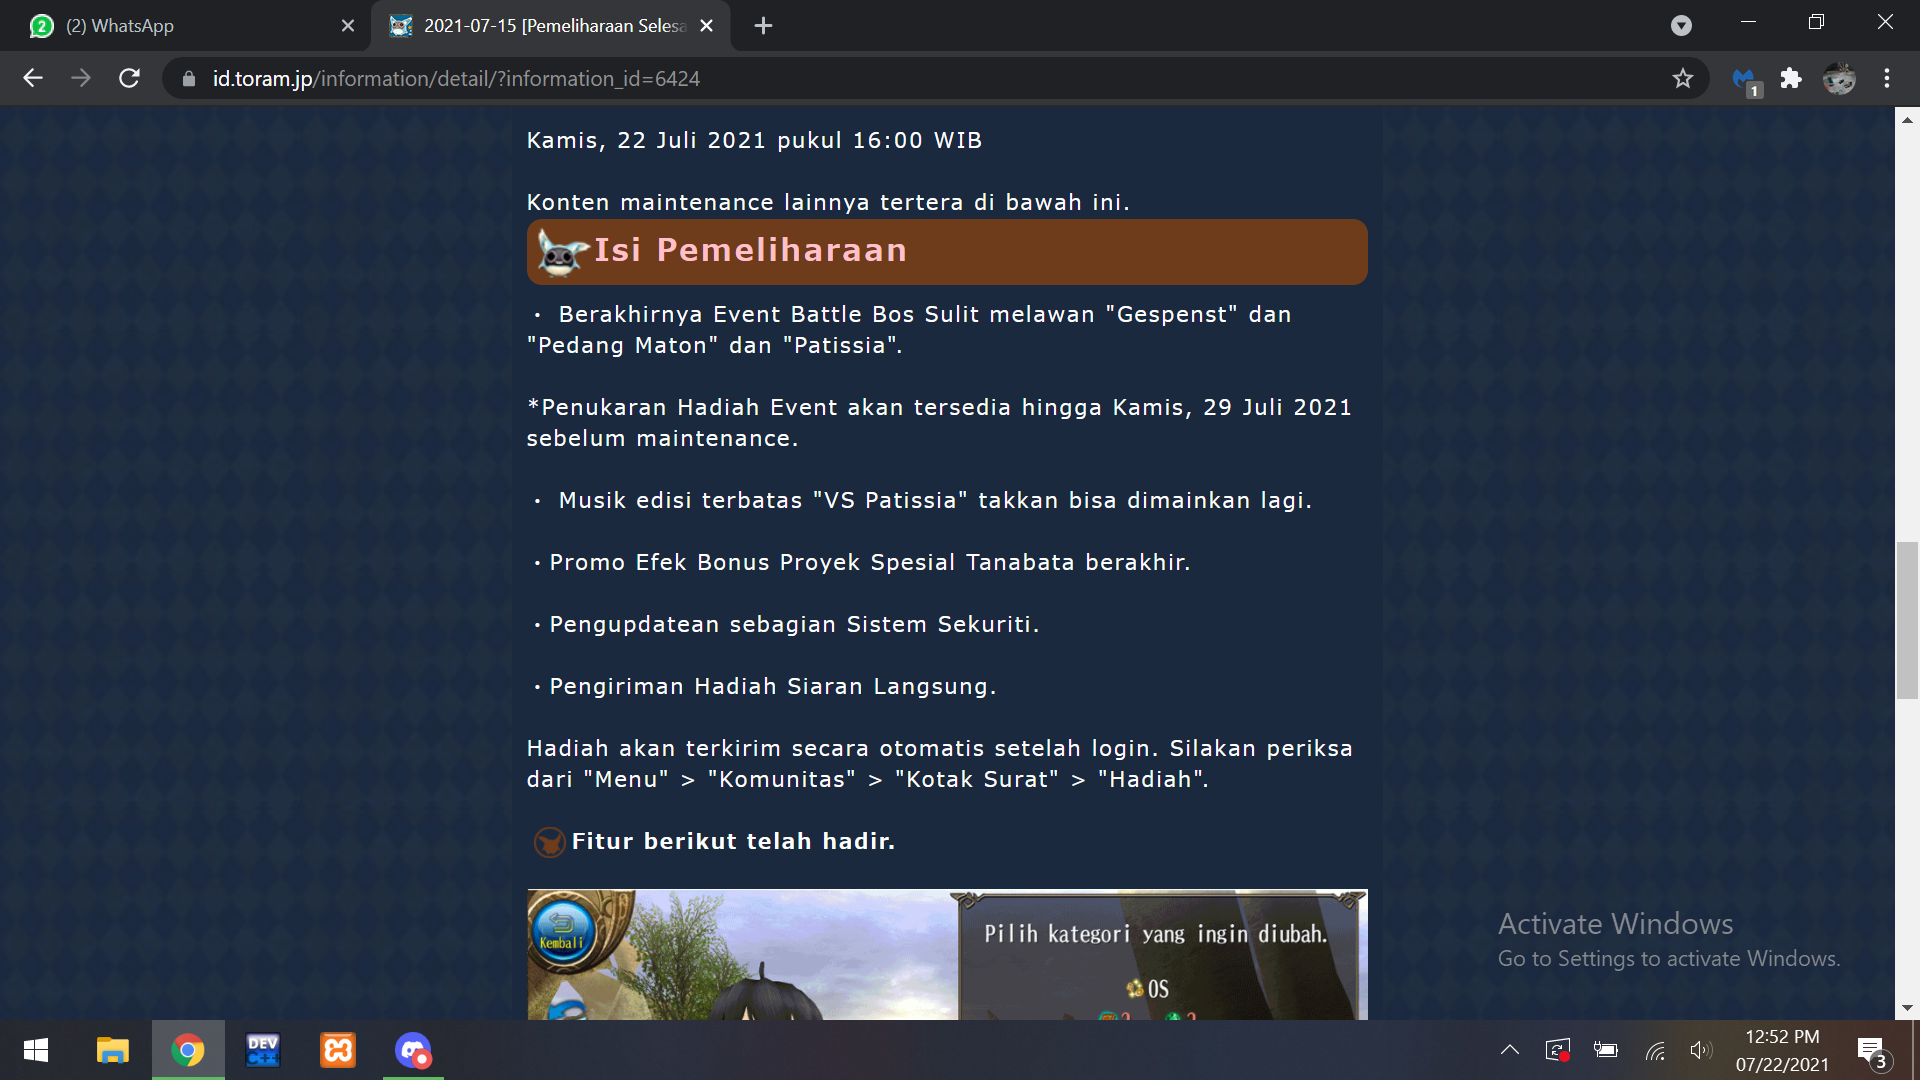 2
(2) WhatsApp
2021-07-15 [Pemeliharaan Selesa
id.toram.jp/information/detail/?information_id=6424
1
Kamis, 22 Juli 2021 pukul 16:00 WIB
Konten maintenance lainnya tertera di bawah ini.
Isi Pemeliharaan
・ Berakhirnya Event Battle Bos Sulit melawan "Gespenst" dan
"Pedang Maton" dan "Patissia".
*Penukaran Hadiah Event akan tersedia hingga Kamis, 29 Juli 2021
sebelum maintenance.
・ Musik edisi terbatas "VS Patissia" takkan bisa dimainkan lagi.
・Promo Efek Bonus Proyek Spesial Tanabata berakhir.
・Pengupdatean sebagian Sistem Sekuriti.
・Pengiriman Hadiah Siaran Langsung.
Hadiah akan terkirim secara otomatis setelah login. Silakan periksa
dari "Menu" > "Komunitas" > "Kotak Surat" > "Hadiah".
Fitur berikut telah hadir.
Kembali
Pilih kategori yang ingin diubah.
0S
Activate Windows
Go to Settings to activate Windows.
DEV
C++
12:52 PM
07/22/2021
3